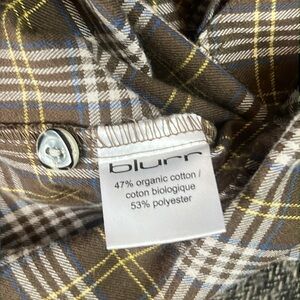 blurr
47% organic cotton /
coton biologique
53% polyester